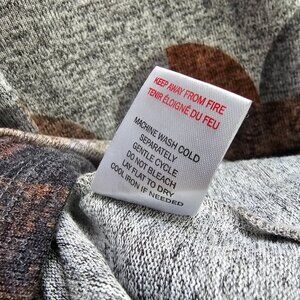 KEEP AWAY FROM FIRE
TENIR ÉLOIGNÉ DU FEU
MACHINE WASH COLD
SEPARATELY
GENTLE CYCLE
DO NOT BLEACH
LAY FLAT TO DRY
COOL IRON IF NEEDED